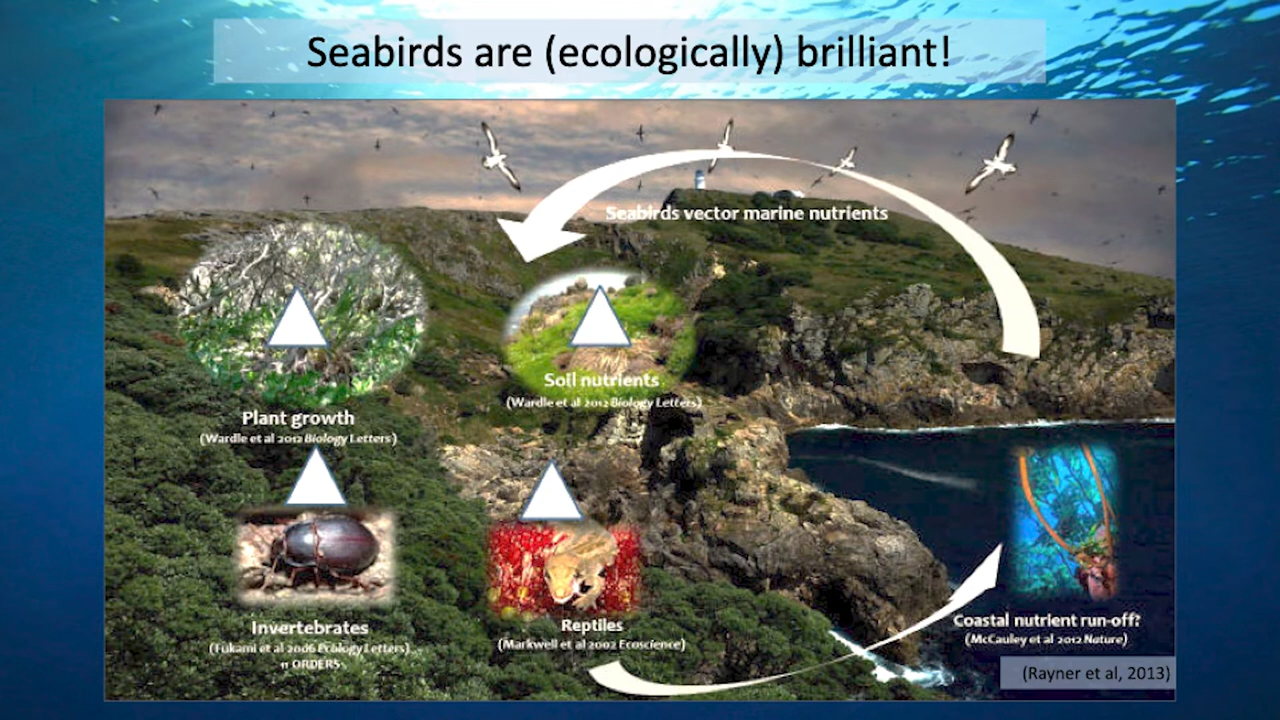 Seabirds are (ecologically) brilliant!
Seabirds vector marine nutrients
Soil nutrients
(Wardle et al 2012 Biology Letters)
Plant growth
(Wardle et al 2012 Biology Letters)
Invertebrates
(Fukami et al 2006 Ecology Letters)
11 ORDERS
Reptiles
(Markwell et al 2002 Ecoscience)
Coastal nutrient run-off?
(McCauley et al 2012 Nature)
(Rayner et al, 2013)